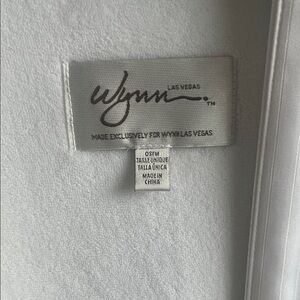 LAS VEGAS
Wynn.™
MADE EXCLUSIVELY FOR WYNN LAS VEGAS
OSFM
TAILLE UNIQUE
TALLA ÚNICA
MADE IN
CHINA